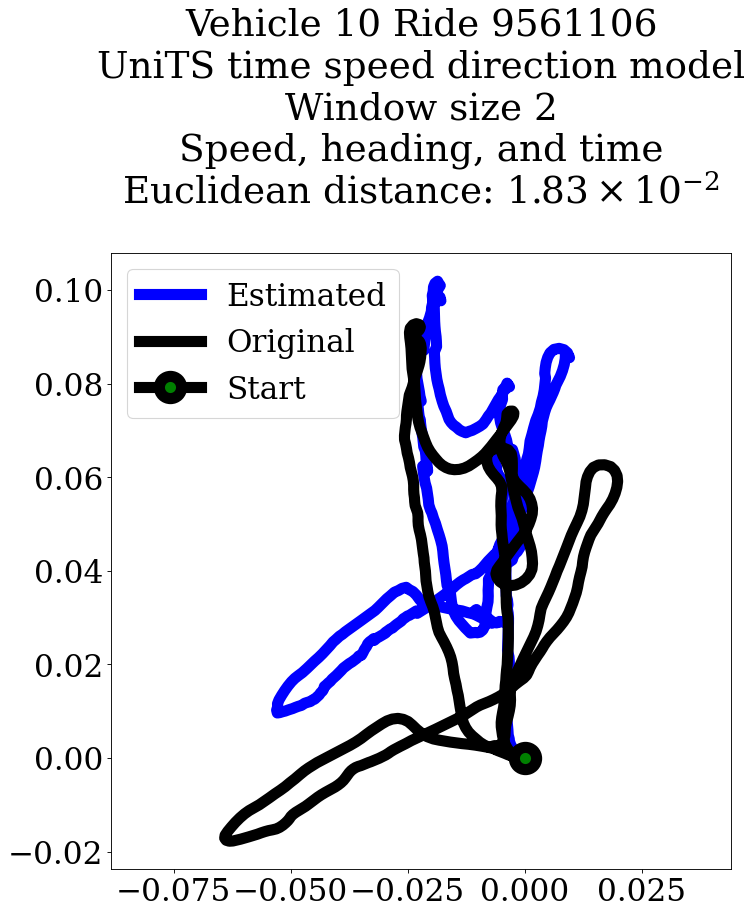 Vehicle 10 Ride 9561106
UniTS time speed direction model
Window size 2
Speed, heading, and time
Euclidean distance: 1.83 × 10⁻²
Estimated
Original
Start
0.10
0.08
0.06
0.04
0.02
0.00
−0.02
−0.075 −0.050 −0.025 0.000 0.025